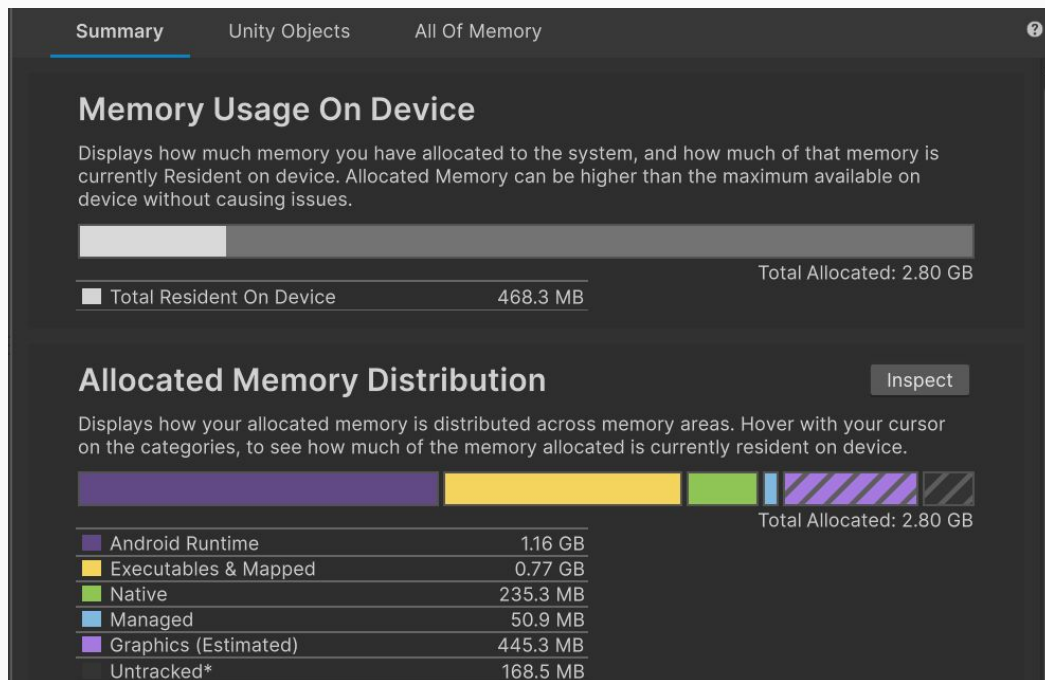 Summary Unity Objects All Of Memory ?
Memory Usage On Device
Displays how much memory you have allocated to the system, and how much of that memory is
currently Resident on device. Allocated Memory can be higher than the maximum available on
device without causing issues.
Total Allocated: 2.80 GB
Total Resident On Device 468.3 MB
Allocated Memory Distribution Inspect
Displays how your allocated memory is distributed across memory areas. Hover with your cursor
on the categories, to see how much of the memory allocated is currently resident on device.
Total Allocated: 2.80 GB
Android Runtime 1.16 GB
Executables & Mapped 0.77 GB
Native 235.3 MB
Managed 50.9 MB
Graphics (Estimated) 445.3 MB
Untracked* 168.5 MB